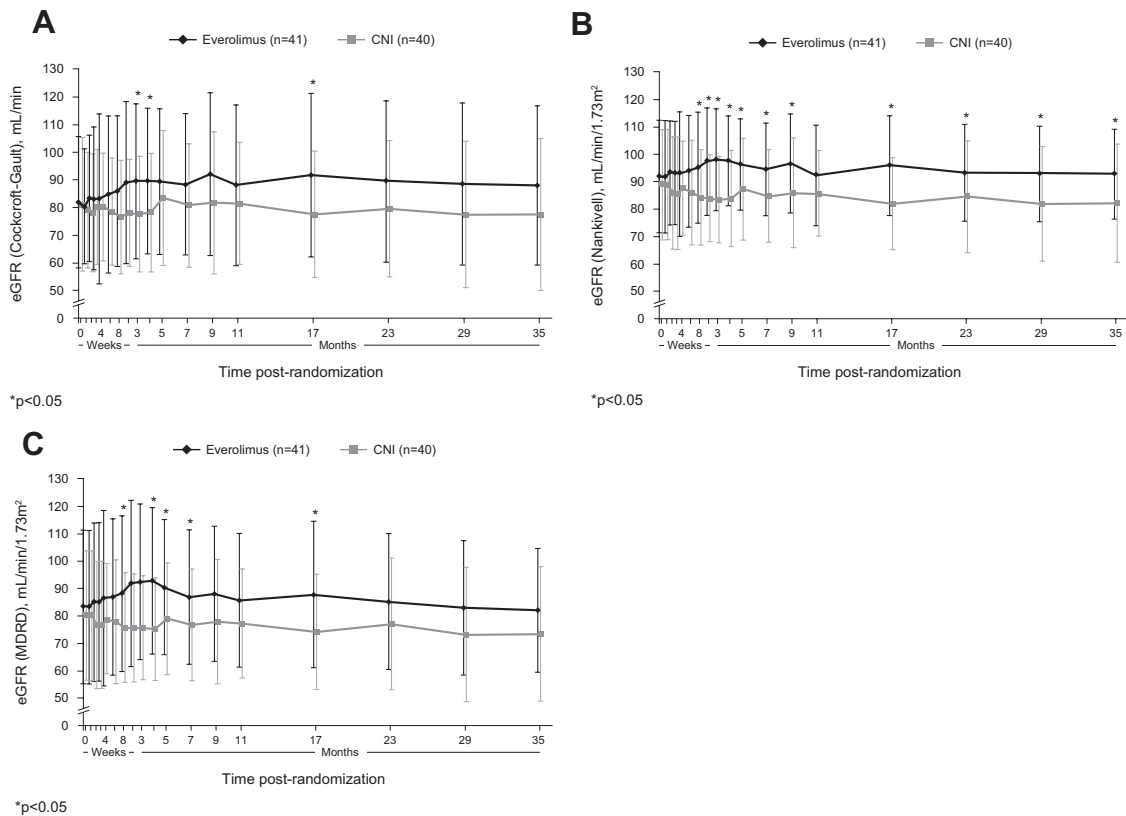 A
Everolimus (n=41) CNI (n=40)
eGFR (Cockcroft-Gault), mL/min
130
120
110
100
90
80
70
60
50
0
* * *
0 4 8 3 5 7 9 11 17 23 29 35
Weeks Months
Time post-randomization
*p<0.05
B
Everolimus (n=41) CNI (n=40)
eGFR (Nankivell), mL/min/1.73m²
130
120
110
100
90
80
70
60
50
0
* * * * * * * * * * *
0 4 8 3 5 7 9 11 17 23 29 35
Weeks Months
Time post-randomization
*p<0.05
C
Everolimus (n=41) CNI (n=40)
eGFR (MDRD), mL/min/1.73m²
130
120
110
100
90
80
70
60
50
0
* * * * *
0 4 8 3 5 7 9 11 17 23 29 35
Weeks Months
Time post-randomization
*p<0.05